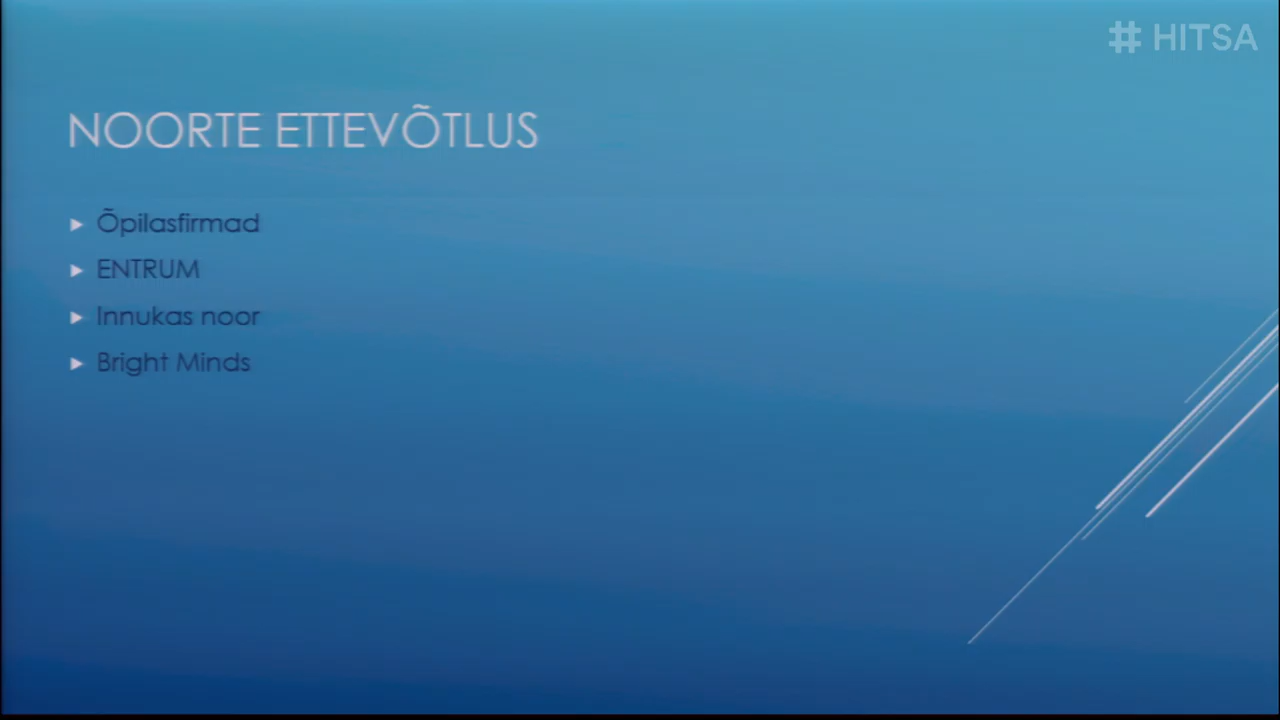 # HITSA
NOORTE ETTEVÕTLUS
Õpilasfirmad
ENTRUM
Innukas noor
Bright Minds